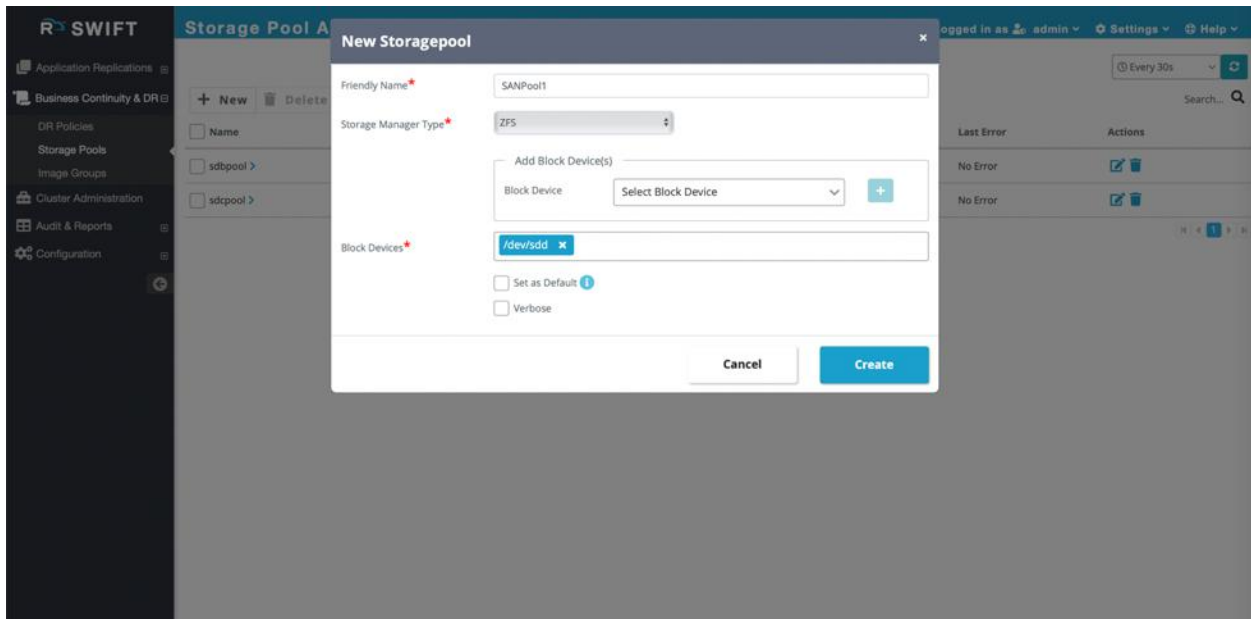 R SWIFT
Storage Pool A
ogged in as admin
Settings
Help
New Storagepool
×
Application Replications
Business Continuity & DR
DR Policies
Storage Pools
Image Groups
Cluster Administration
Audit & Reports
Configuration
Every 30s
+ New
Delete
Search...
Name
Last Error
Actions
sdbpool >
No Error
sdcpool >
No Error
1
Friendly Name*
SANPool1
Storage Manager Type*
ZFS
Add Block Device(s)
Block Device
Select Block Device
+
Block Devices*
/dev/sdd ×
Set as Default
Verbose
Cancel
Create